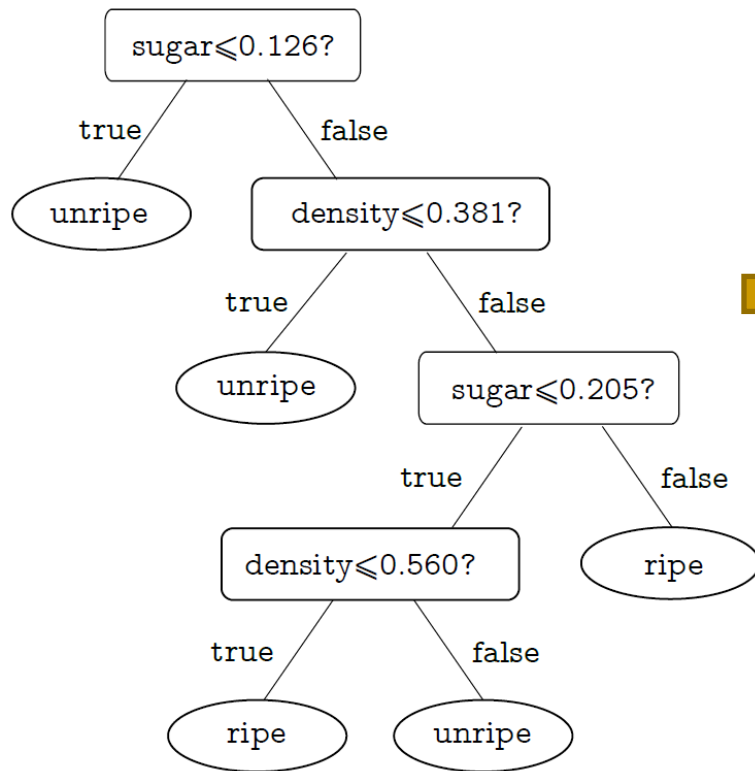 sugar⩽0.126?
true
false
unripe
density⩽0.381?
true
false
unripe
sugar⩽0.205?
true
false
density⩽0.560?
ripe
true
false
ripe
unripe